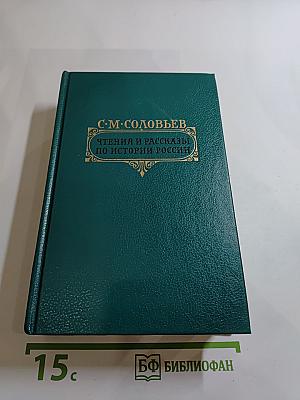 С·М·СОЛОВЬЕВ
ЧТЕНИЯ И РАССКАЗЫ
ПО ИСТОРИИ РОССИИ
15с
БФ БИБЛИОФАН